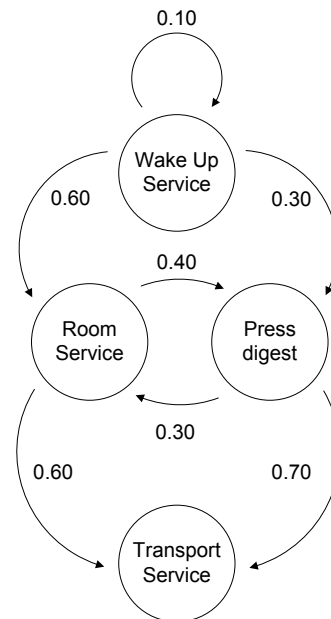 0.10
Wake Up
Service
0.60
0.30
0.40
Room
Service
Press
digest
0.30
0.60
0.70
Transport
Service